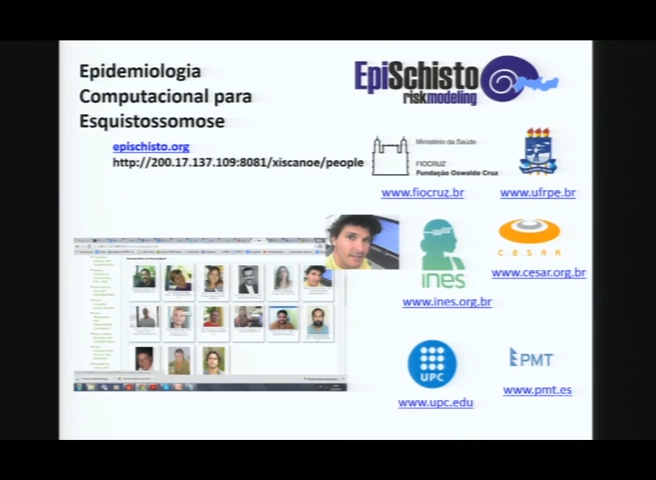 Epidemiologia
Computacional para
Esquistossomose
epischisto.org
http://200.17.137.109:8081/xiscanoe/people
EpiSchisto
riskmodeling
Ministério da Saúde
FIOCRUZ
Fundação Oswaldo Cruz
www.fiocruz.br
www.ufrpe.br
ines
www.ines.org.br
CESAR
www.cesar.org.br
UPC
www.upc.edu
PMT
www.pmt.es